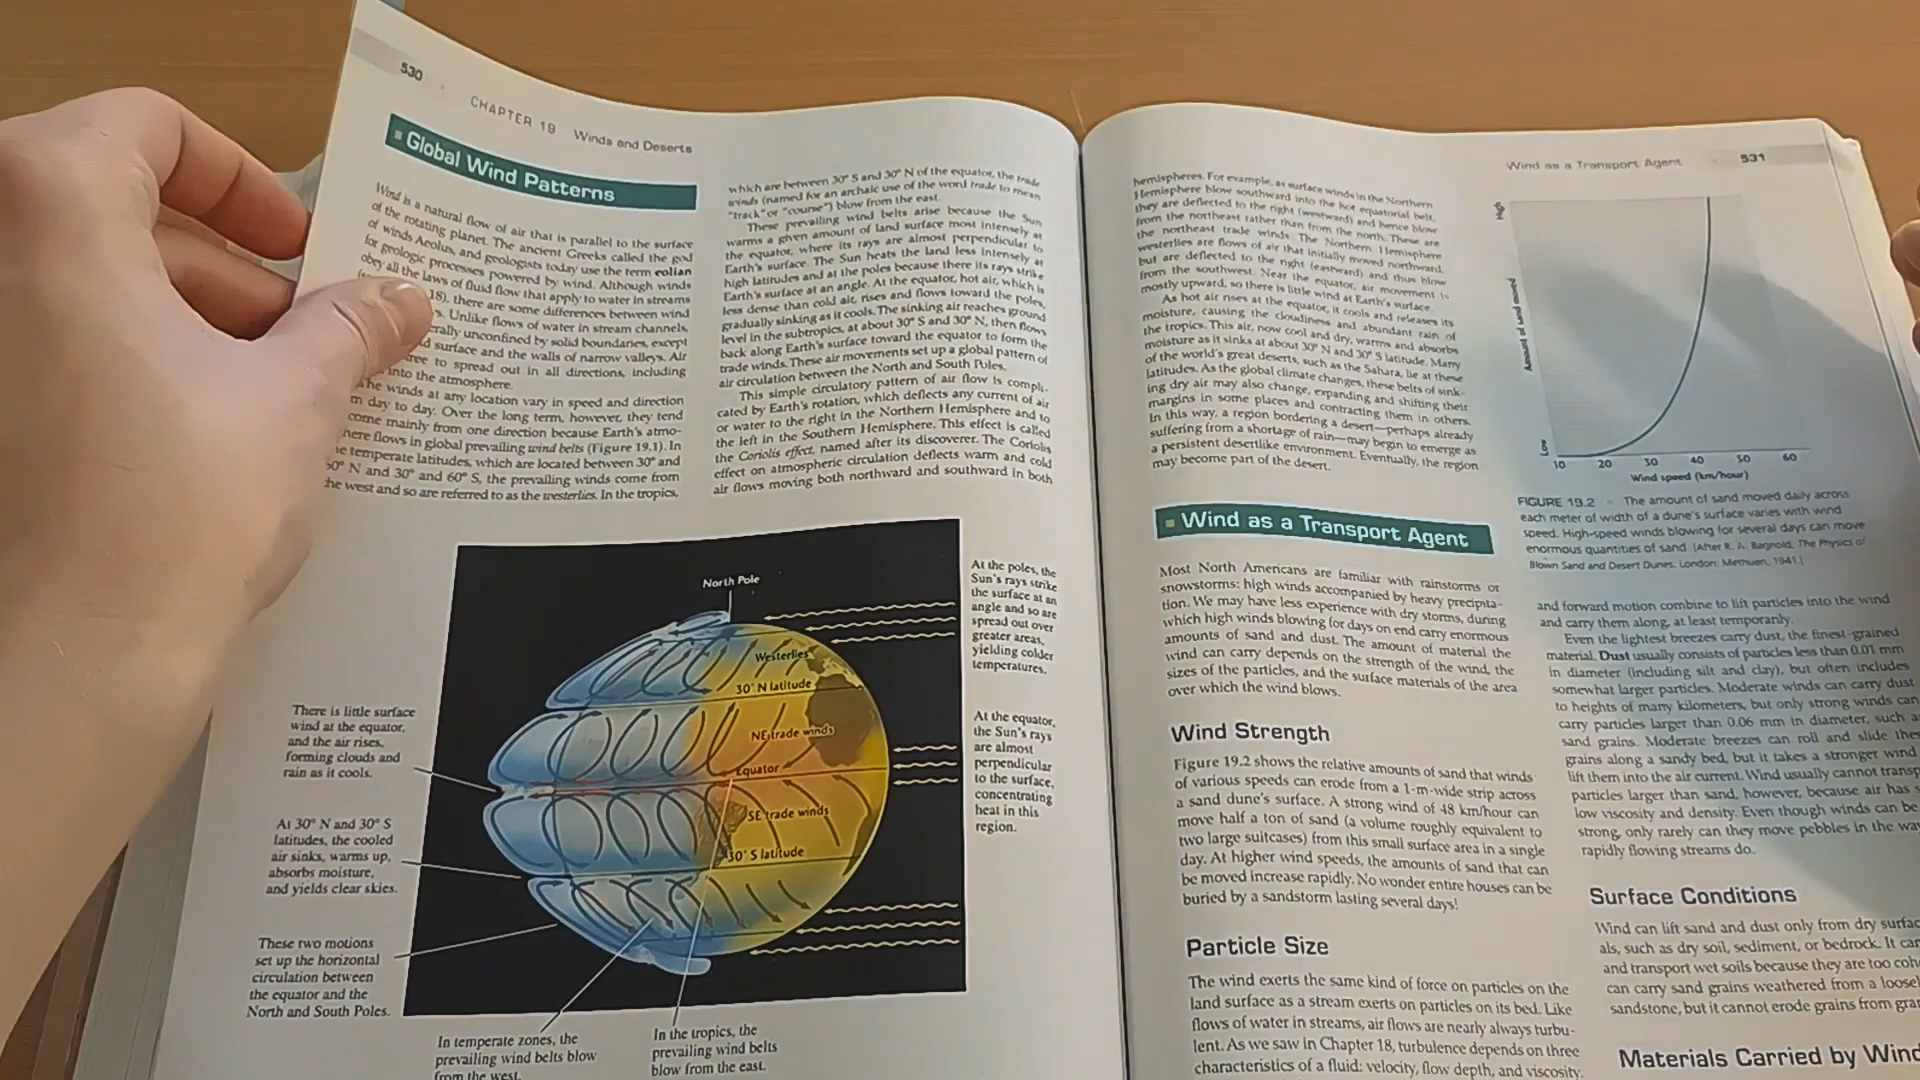 530
CHAPTER 19 Winds and Deserts
Global Wind Patterns
Wind is a natural flow of air that is parallel to the surface
of the rotating planet. The ancient Greeks called the god
of winds Aeolus, and geologists today use the term eolian
for geologic processes powered by wind. Although winds
obey all the laws of fluid flow that apply to water in streams
18), there are some differences between wind
Unlike flows of water in stream channels,
unconfined by solid boundaries, except
surface and the walls of narrow valleys. Air
to spread out in all directions, including
into the atmosphere.
The winds at any location vary in speed and direction
day to day. Over the long term, however, they tend
come mainly from one direction because Earth's atmo-
flows in global prevailing wind belts (Figure 19.1). In
temperate latitudes, which are located between 30° and
N and 30° and 60° S, the prevailing winds come from
the west and so are referred to as the westerlies. In the tropics,
which are between 30° S and 30° N of the equator, the trade
winds (named for an archaic use of the word trade to mean
"track" or "course") blow from the east.
These prevailing wind belts arise because the Sun
warms a given amount of land surface most intensely at
the equator, where its rays are almost perpendicular to
Earth's surface. The Sun heats the land less intensely at
high latitudes and at the poles because there its rays strike
Earth's surface at an angle. At the equator, hot air, which is
less dense than cold air, rises and flows toward the poles,
gradually sinking as it cools. The sinking air reaches ground
level in the subtropics, at about 30° S and 30° N, then flows
back along Earth's surface toward the equator to form the
trade winds. These air movements set up a global pattern of
air circulation between the North and South Poles.
This simple circulatory pattern of air flow is compli-
cated by Earth's rotation, which deflects any current of air
or water to the right in the Northern Hemisphere and to
the left in the Southern Hemisphere. This effect is called
the Coriolis effect, named after its discoverer. The Coriolis
effect on atmospheric circulation deflects warm and cold
air flows moving both northward and southward in both
North Pole
Westerlies
30° N latitude
NE trade winds
Equator
SE trade winds
30° S latitude
At the poles, the
Sun's rays strike
the surface at an
angle and so are
spread out over
greater areas,
yielding colder
temperatures.
At the equator,
the Sun's rays
are almost
perpendicular
to the surface,
concentrating
heat in this
region.
There is little surface
wind at the equator,
and the air rises,
forming clouds and
rain as it cools.
At 30° N and 30° S
latitudes, the cooled
air sinks, warms up,
absorbs moisture,
and yields clear skies.
These two motions
set up the horizontal
circulation between
the equator and the
North and South Poles.
In temperate zones, the
prevailing wind belts blow
from the west.
In the tropics, the
prevailing wind belts
blow from the east.
Wind as a Transport Agent 531
hemispheres. For example, as surface winds in the Northern
Hemisphere blow southward into the hot equatorial belt,
they are deflected to the right (westward) and hence blow
from the northeast rather than from the north. These are
the northeast trade winds. The Northern Hemisphere
westerlies are flows of air that initially moved northward,
but are deflected to the right (eastward) and thus blow
from the southwest. Near the equator, air movement is
mostly upward, so there is little wind at Earth's surface.
As hot air rises at the equator, it cools and releases its
moisture, causing the cloudiness and abundant rain of
the tropics. This air, now cool and dry, warms and absorbs
moisture as it sinks at about 30° N and 30° S latitude. Many
of the world's great deserts, such as the Sahara, lie at these
latitudes. As the global climate changes, these belts of sink-
ing dry air may also change, expanding and shifting their
margins in some places and contracting them in others.
In this way, a region bordering a desert—perhaps already
suffering from a shortage of rain—may begin to emerge as
a persistent desertlike environment. Eventually, the region
may become part of the desert.
Wind as a Transport Agent
Most North Americans are familiar with rainstorms or
snowstorms: high winds accompanied by heavy precipita-
tion. We may have less experience with dry storms, during
which high winds blowing for days on end carry enormous
amounts of sand and dust. The amount of material the
wind can carry depends on the strength of the wind, the
sizes of the particles, and the surface materials of the area
over which the wind blows.
Wind Strength
Figure 19.2 shows the relative amounts of sand that winds
of various speeds can erode from a 1-m-wide strip across
a sand dune's surface. A strong wind of 48 km/hour can
move half a ton of sand (a volume roughly equivalent to
two large suitcases) from this small surface area in a single
day. At higher wind speeds, the amounts of sand that can
be moved increase rapidly. No wonder entire houses can be
buried by a sandstorm lasting several days!
Particle Size
The wind exerts the same kind of force on particles on the
land surface as a stream exerts on particles on its bed. Like
flows of water in streams, air flows are nearly always turbu-
lent. As we saw in Chapter 18, turbulence depends on three
characteristics of a fluid: velocity, flow depth, and viscosity.
High
Amount of sand moved
Low
10 20 30 40 50 60
Wind speed (km/hour)
FIGURE 19.2 The amount of sand moved daily across
each meter of width of a dune's surface varies with wind
speed. High-speed winds blowing for several days can move
enormous quantities of sand. [After R. A. Bagnold, The Physics of
Blown Sand and Desert Dunes. London: Methuen, 1941.]
and forward motion combine to lift particles into the wind
and carry them along, at least temporarily.
Even the lightest breezes carry dust, the finest-grained
material. Dust usually consists of particles less than 0.01 mm
in diameter (including silt and clay), but often includes
somewhat larger particles. Moderate winds can carry dust
to heights of many kilometers, but only strong winds can
carry particles larger than 0.06 mm in diameter, such
sand grains. Moderate breezes can roll and slide
grains along a sandy bed, but it takes a stronger wind
lift them into the air current. Wind usually cannot
particles larger than sand, however, because air has
low viscosity and density. Even though winds can be
strong, only rarely can they move pebbles in the
rapidly flowing streams do.
Surface Conditions
Wind can lift sand and dust only from dry
als, such as dry soil, sediment, or bedrock. It
and transport wet soils because they are too
can carry sand grains weathered from a
sandstone, but it cannot erode grains from
Materials Carried by Wind